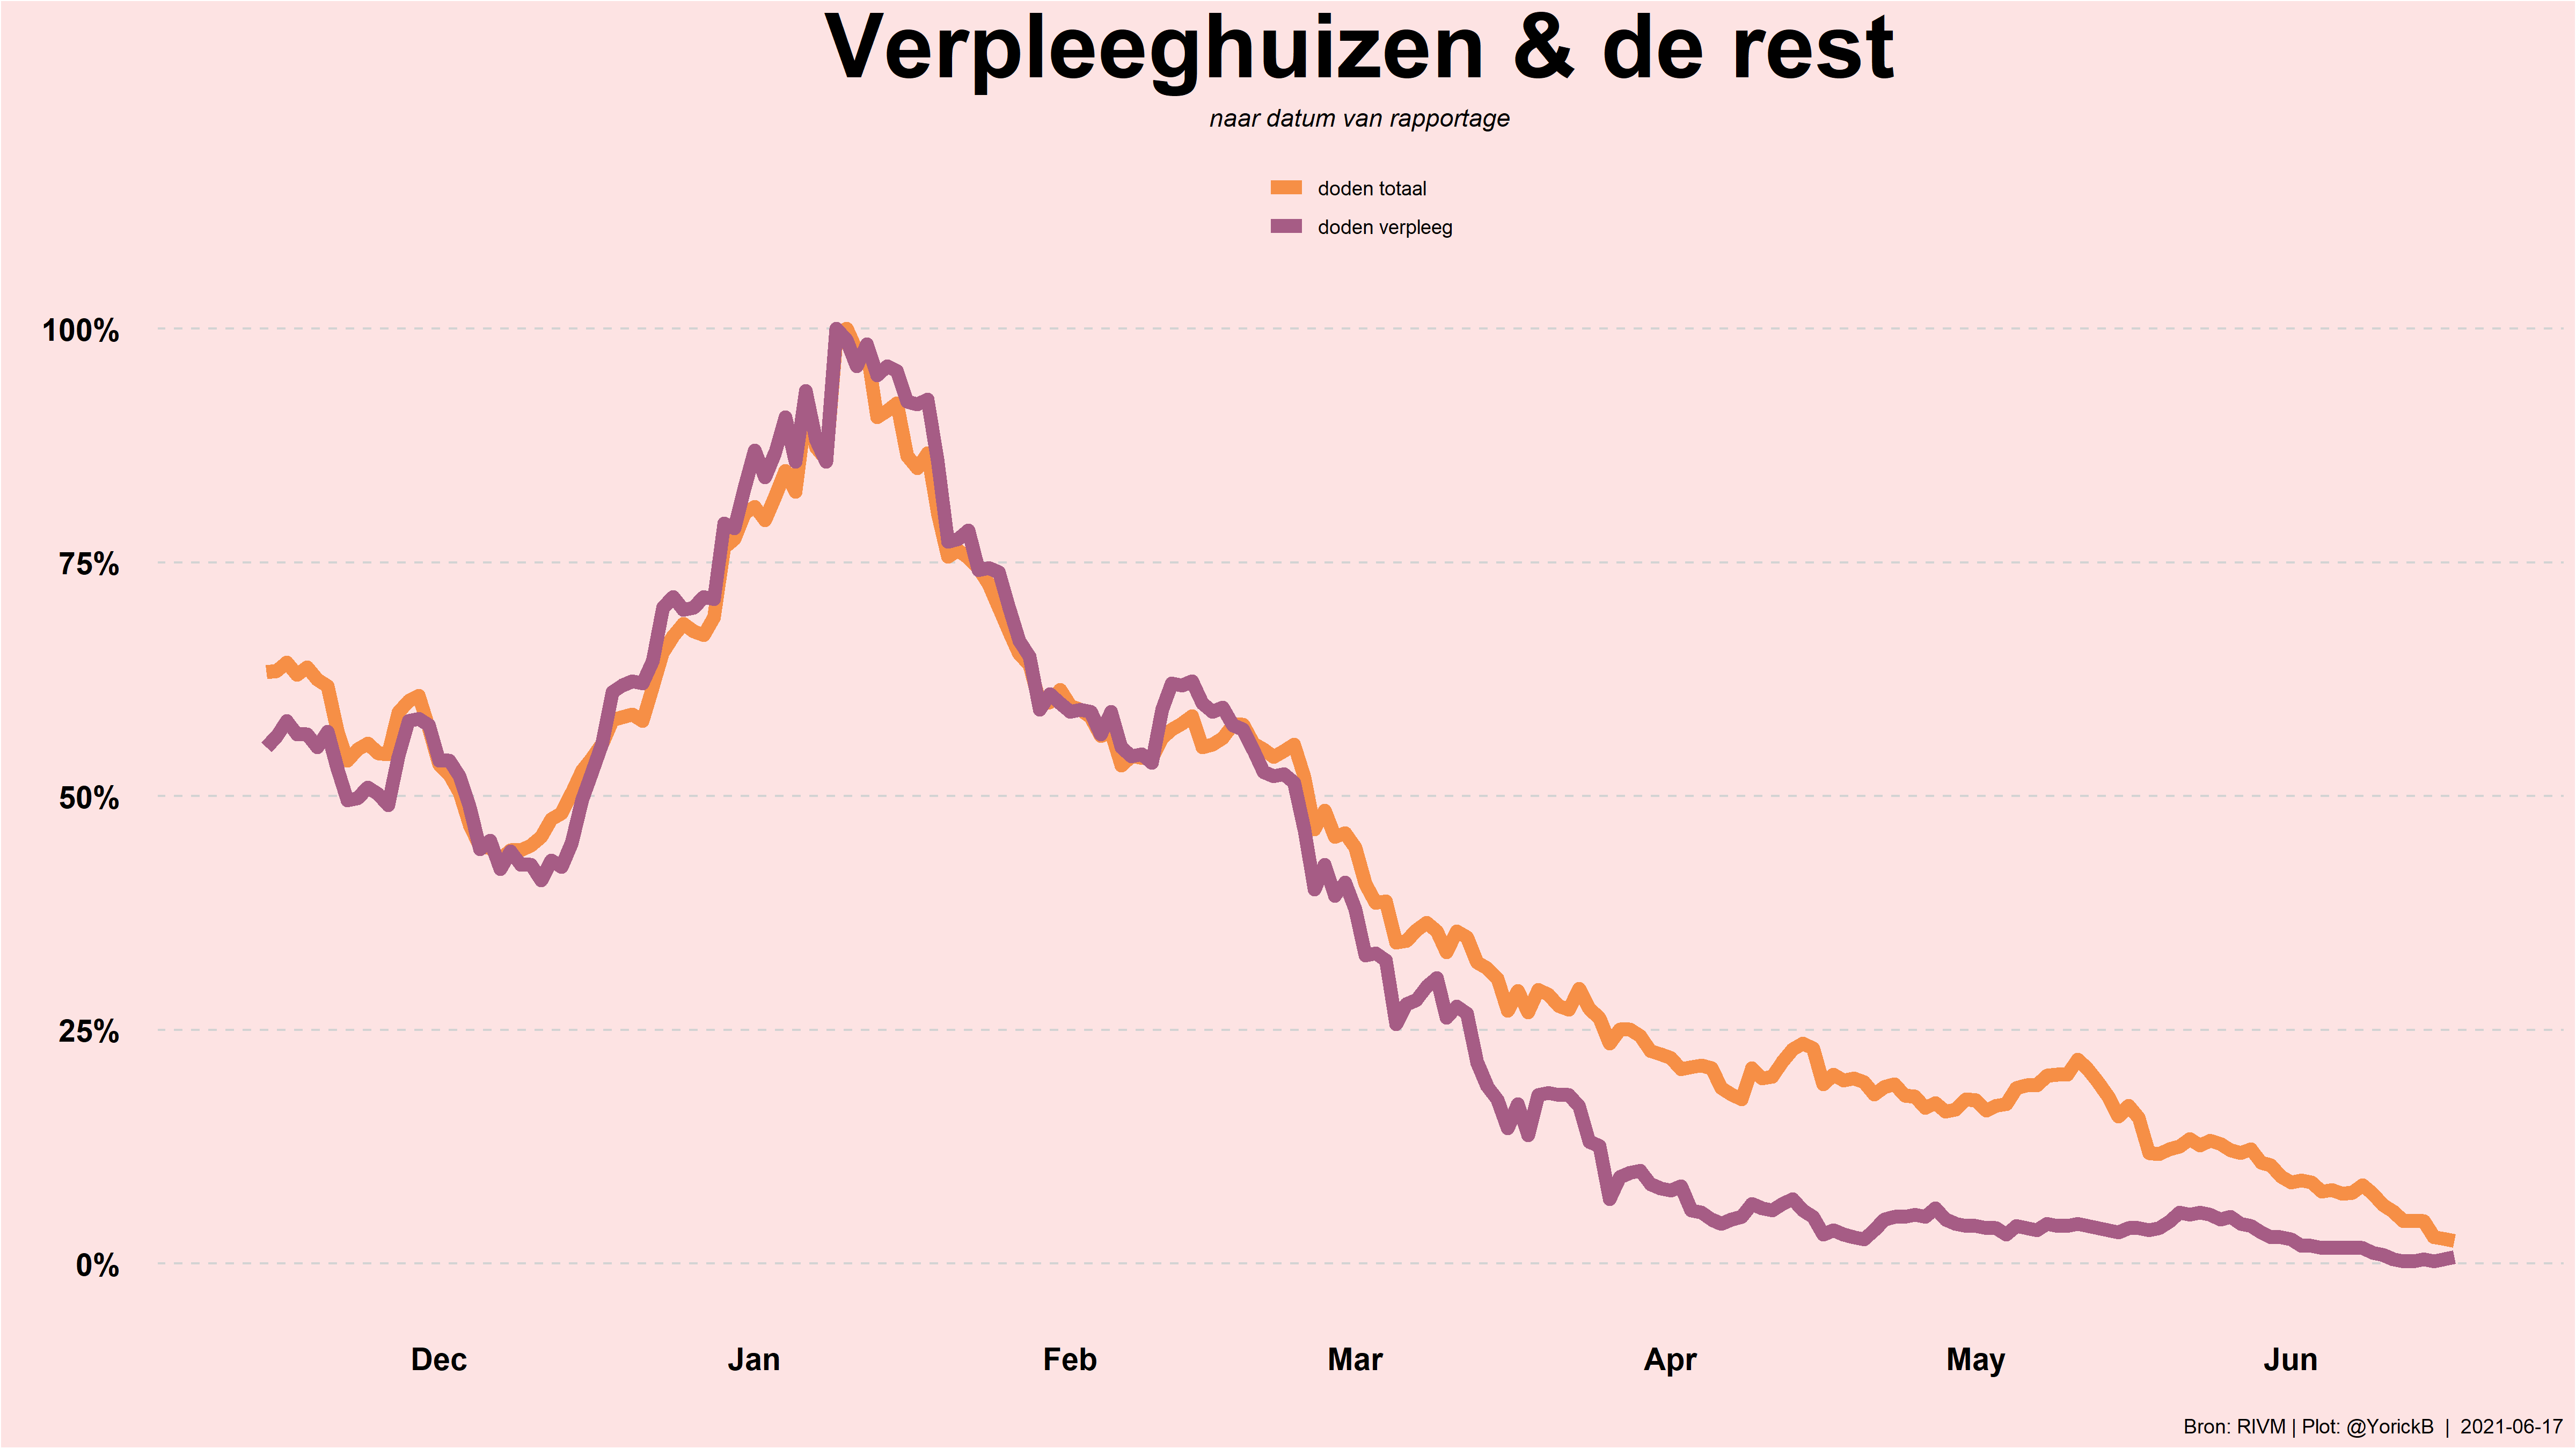 Verpleeghuizen & de rest
naar datum van rapportage
doden totaal
doden verpleeg
100%
75%
50%
25%
0%
Dec Jan Feb Mar Apr May Jun
Bron: RIVM | Plot: @YorickB | 2021-06-17